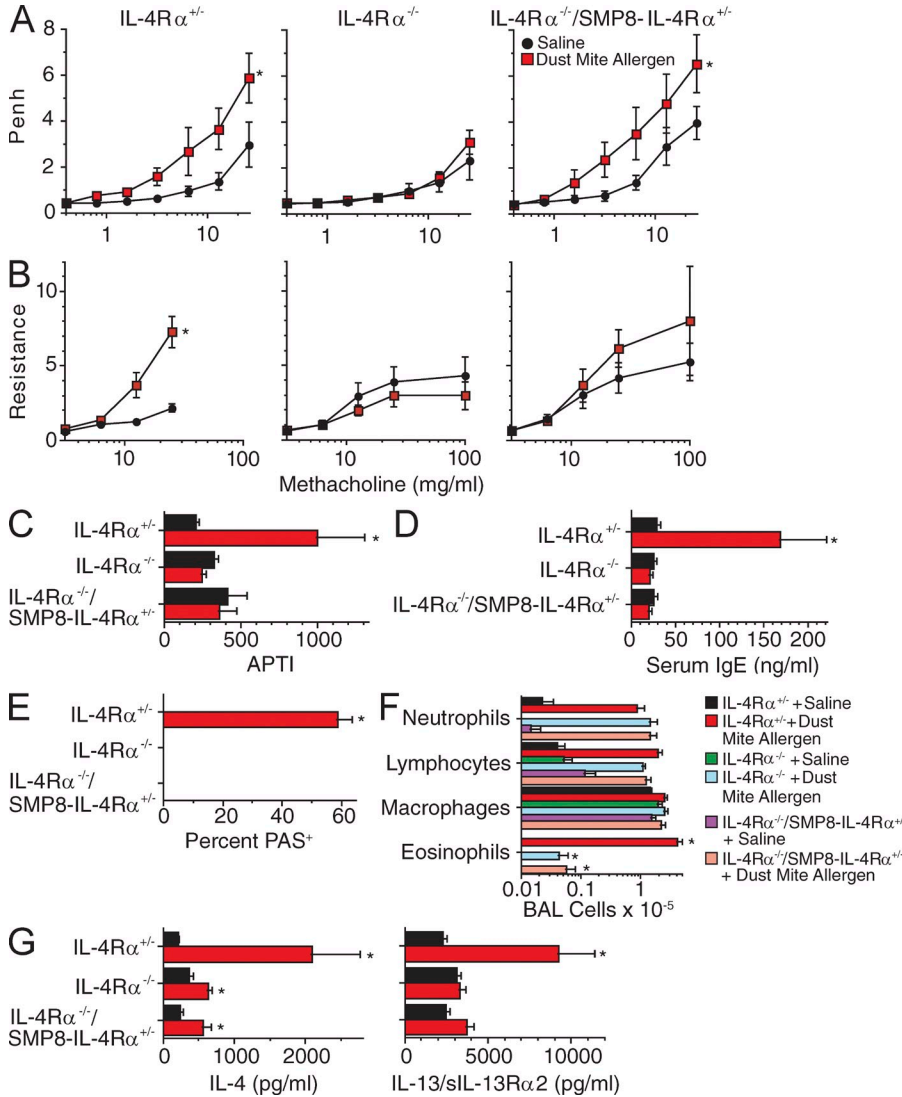 A
IL-4Rα+/-
IL-4Rα-/-
IL-4Rα-/-/SMP8-IL-4Rα+/-
Saline
Dust Mite Allergen
Penh
8
6
4
2
0
*
*
1 10
1 10
1 10
B
Resistance
10
5
0
*
10 100
10 100
10 100
Methacholine (mg/ml)
C
IL-4Rα+/-
IL-4Rα-/-
IL-4Rα-/-/
SMP8-IL-4Rα+/-
*
0 500 1000
APTI
D
IL-4Rα+/-
IL-4Rα-/-
IL-4Rα-/-/SMP8-IL-4Rα+/-
*
0 50 100 150 200
Serum IgE (ng/ml)
E
IL-4Rα+/-
IL-4Rα-/-
IL-4Rα-/-/
SMP8-IL-4Rα+/-
*
0 20 40 60
Percent PAS+
F
Neutrophils
Lymphocytes
Macrophages
Eosinophils
*
*
*
0.01 0.1 1
BAL Cells x 10-5
IL-4Rα+/- + Saline
IL-4Rα+/- + Dust
Mite Allergen
IL-4Rα-/- + Saline
IL-4Rα-/- + Dust
Mite Allergen
IL-4Rα-/-/SMP8-IL-4Rα+/-
+ Saline
IL-4Rα-/-/SMP8-IL-4Rα+/-
+ Dust Mite Allergen
G
IL-4Rα+/-
IL-4Rα-/-
IL-4Rα-/-/
SMP8-IL-4Rα+/-
*
*
*
0 2000
IL-4 (pg/ml)
*
0 5000 10000
IL-13/sIL-13Rα2 (pg/ml)